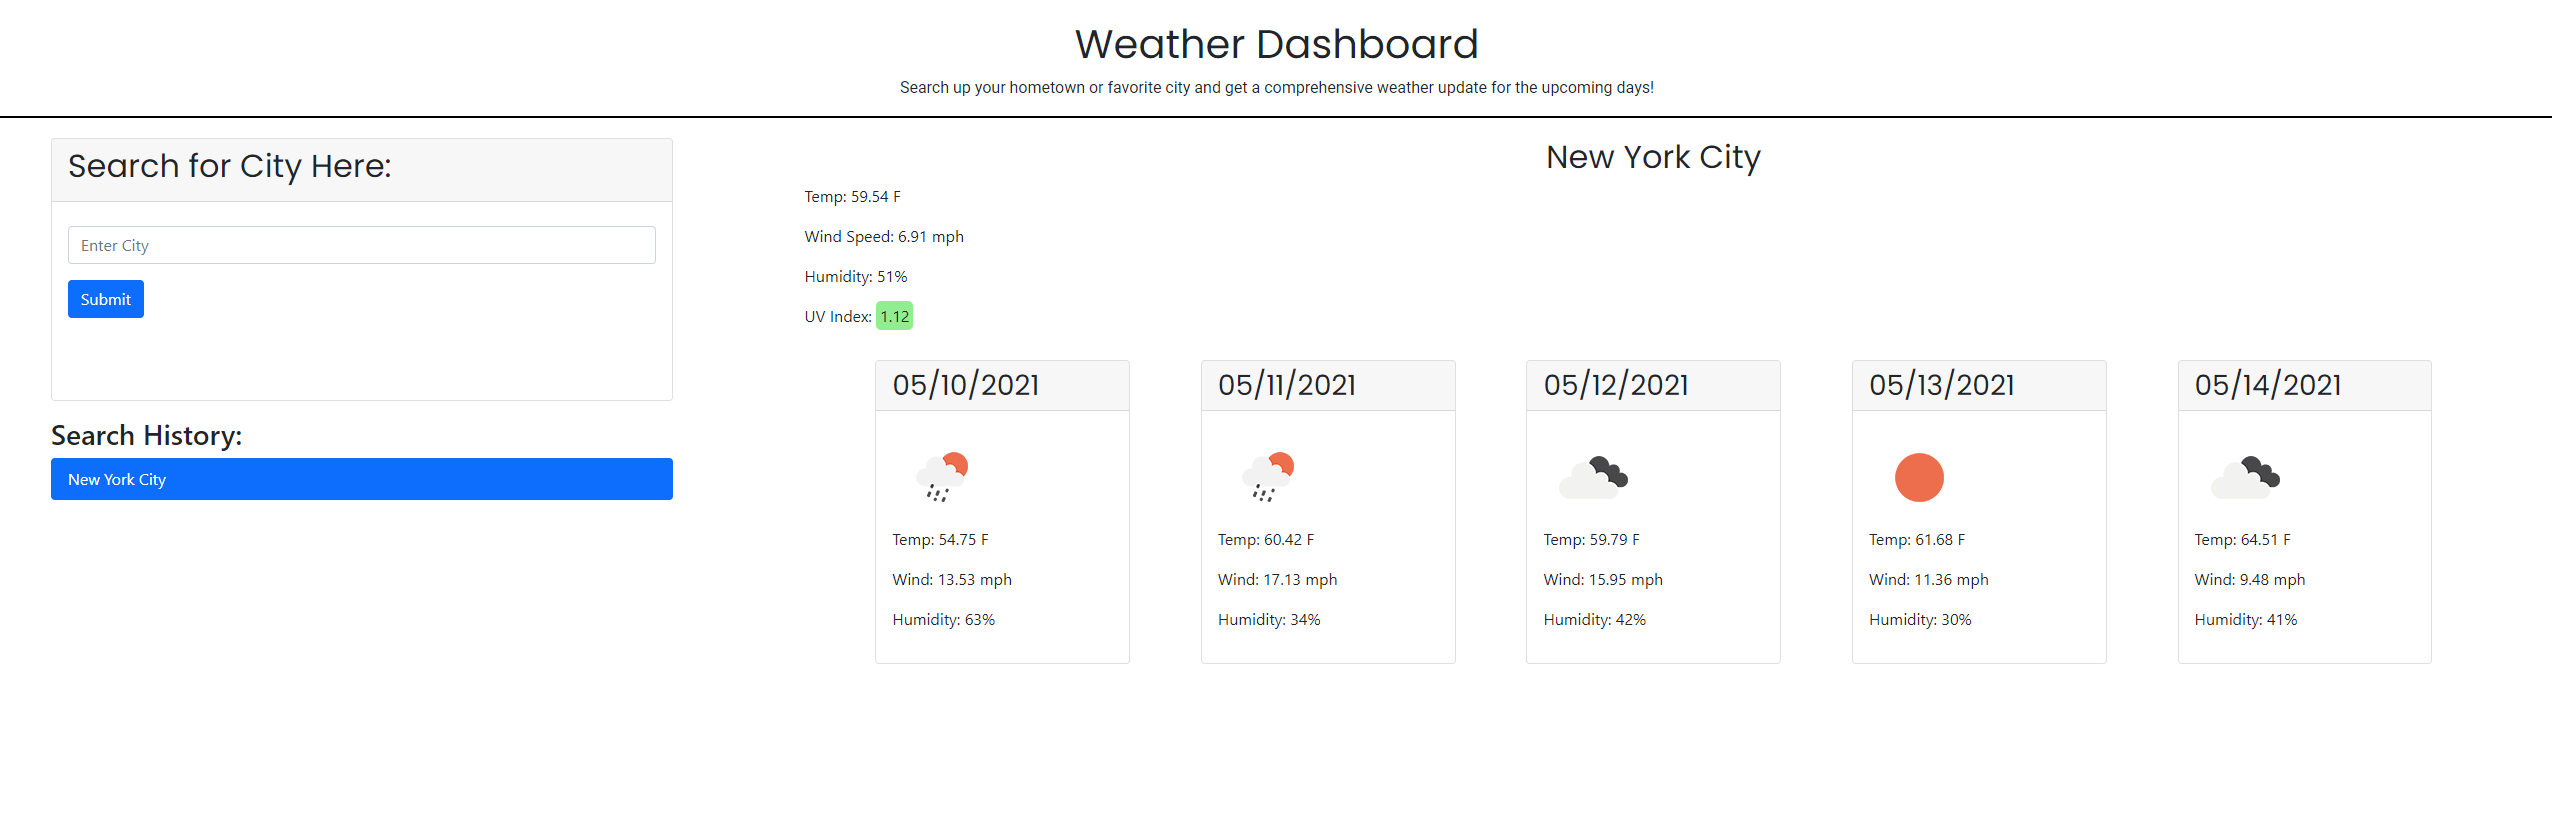 Weather Dashboard
Search up your hometown or favorite city and get a comprehensive weather update for the upcoming days!
Search for City Here:
Enter City
Submit
Search History:
New York City
New York City
Temp: 59.54 F
Wind Speed: 6.91 mph
Humidity: 51%
UV Index: 1.12
05/10/2021
Temp: 54.75 F
Wind: 13.53 mph
Humidity: 63%
05/11/2021
Temp: 60.42 F
Wind: 17.13 mph
Humidity: 34%
05/12/2021
Temp: 59.79 F
Wind: 15.95 mph
Humidity: 42%
05/13/2021
Temp: 61.68 F
Wind: 11.36 mph
Humidity: 30%
05/14/2021
Temp: 64.51 F
Wind: 9.48 mph
Humidity: 41%